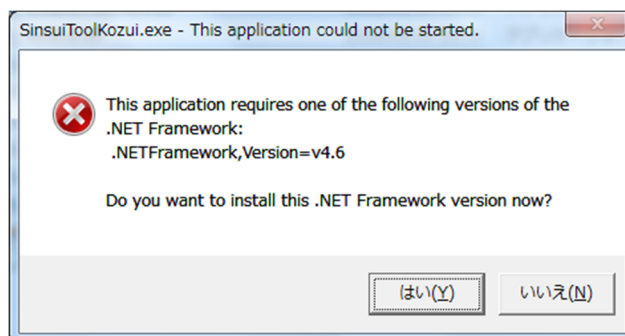 SinsuiToolKozui.exe - This application could not be started.
This application requires one of the following versions of the
.NET Framework:
.NETFramework,Version=v4.6
Do you want to install this .NET Framework version now?
はい(Y)
いいえ(N)